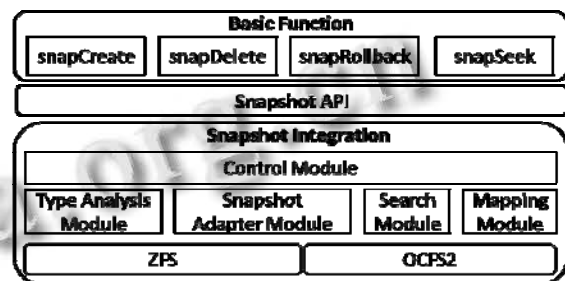 Basic Function
snapCreate snapDelete snapRollback snapSeek
Snapshot API
Snapshot Integration
Control Module
Type Analysis Module
Snapshot Adapter Module
Search Module
Mapping Module
ZFS OCFS2